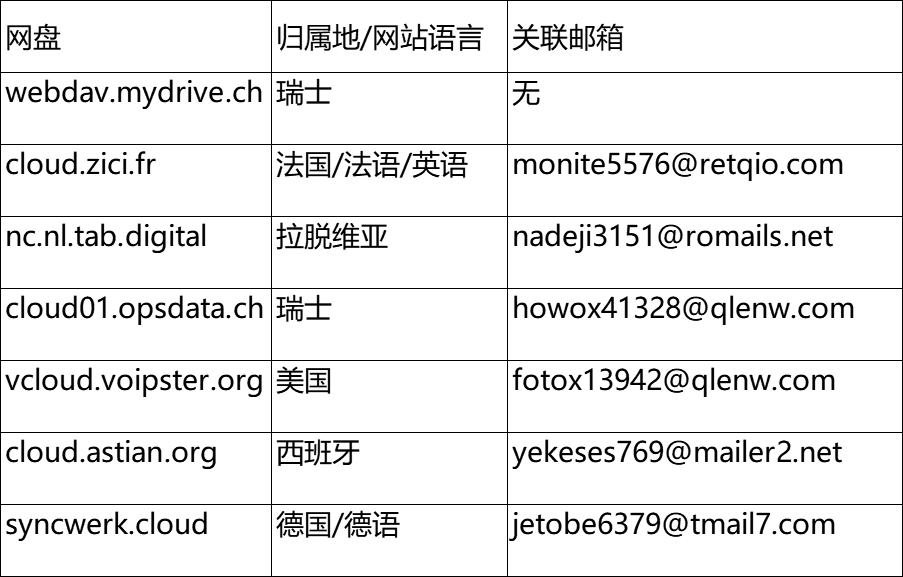 网盘 归属地/网站语言 关联邮箱
webdav.mydrive.ch 瑞士 无
cloud.zici.fr 法国/法语/英语 monite5576@retqio.com
nc.nl.tab.digital 拉脱维亚 nadeji3151@romails.net
cloud01.opsdata.ch 瑞士 howox41328@qlenw.com
vcloud.voipster.org 美国 fotox13942@qlenw.com
cloud.astian.org 西班牙 yekeses769@mailer2.net
syncwerk.cloud 德国/德语 jetobe6379@tmail7.com